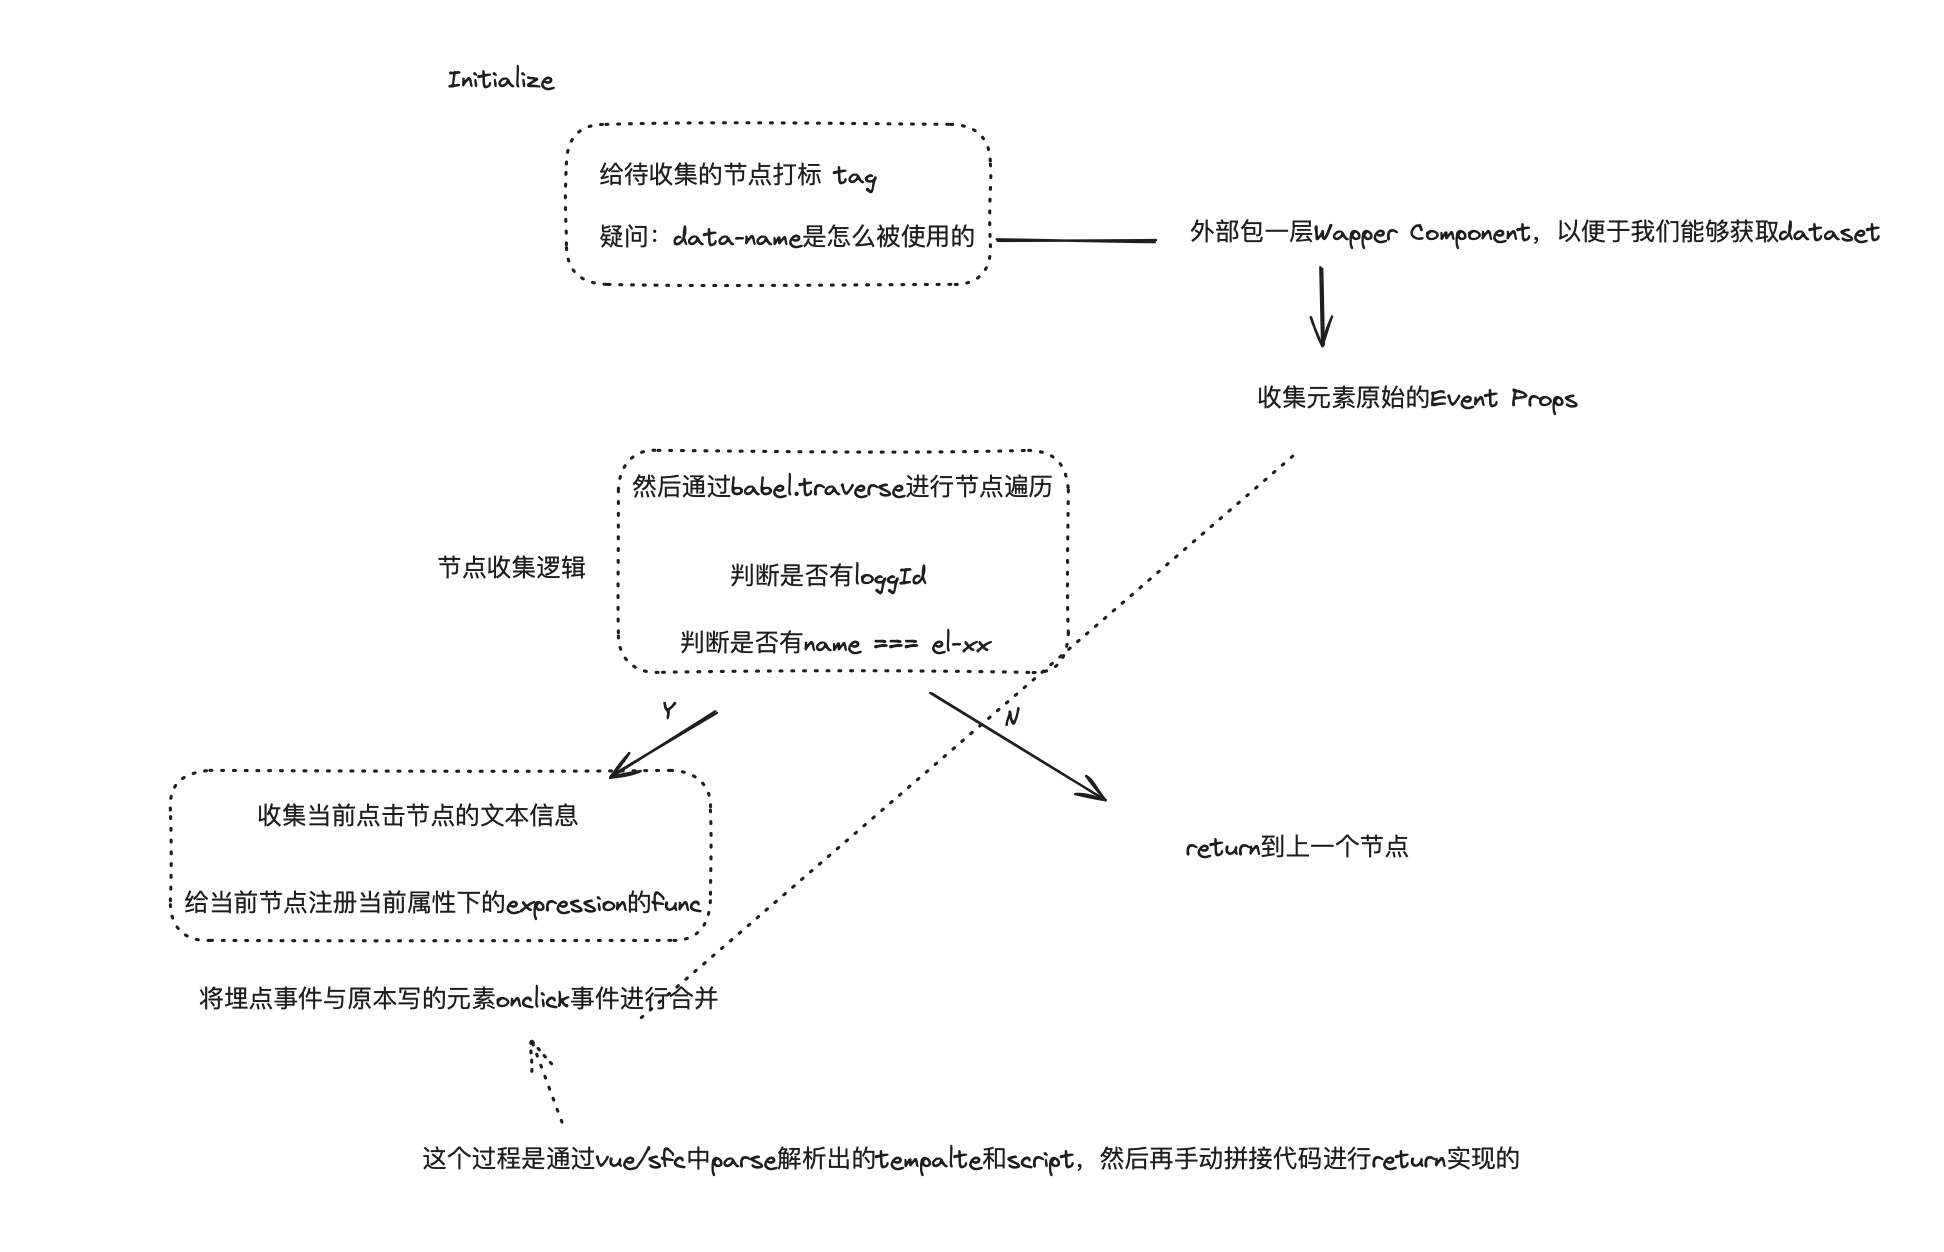 Initialize
给待收集的节点打标 tag
疑问：data-name是怎么被使用的
外部包一层Wapper Component，以便于我们能够获取dataset
收集元素原始的Event Props
然后通过babel.traverse进行节点遍历
节点收集逻辑
判断是否有loggId
判断是否有name === el-xx
Y
N
收集当前点击节点的文本信息
return到上一个节点
给当前节点注册当前属性下的expression的func
将埋点事件与原本写的元素onclick事件进行合并
这个过程是通过vue/sfc中parse解析出的tempalte和script，然后再手动拼接代码进行return实现的